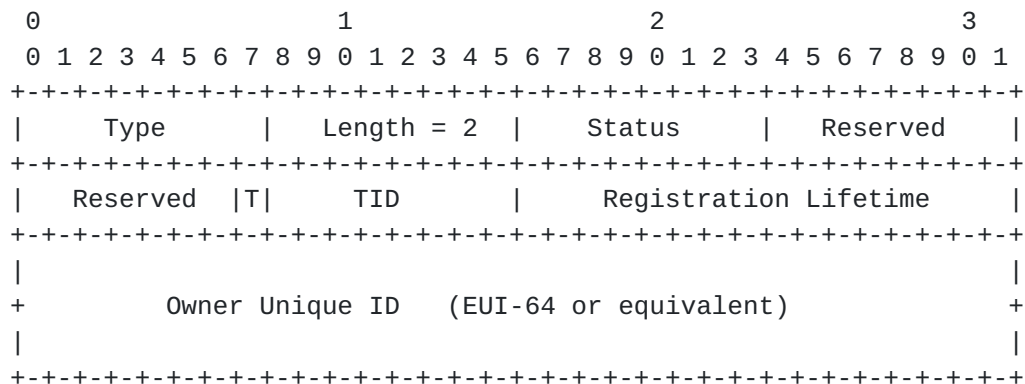 0                   1                   2                   3
 0 1 2 3 4 5 6 7 8 9 0 1 2 3 4 5 6 7 8 9 0 1 2 3 4 5 6 7 8 9 0 1
+-+-+-+-+-+-+-+-+-+-+-+-+-+-+-+-+-+-+-+-+-+-+-+-+-+-+-+-+-+-+-+-+
|     Type      |   Length = 2  |    Status     |   Reserved    |
+-+-+-+-+-+-+-+-+-+-+-+-+-+-+-+-+-+-+-+-+-+-+-+-+-+-+-+-+-+-+-+-+
|   Reserved  |T|     TID       |     Registration Lifetime     |
+-+-+-+-+-+-+-+-+-+-+-+-+-+-+-+-+-+-+-+-+-+-+-+-+-+-+-+-+-+-+-+-+
|                                                               |
+         Owner Unique ID   (EUI-64 or equivalent)              +
|                                                               |
+-+-+-+-+-+-+-+-+-+-+-+-+-+-+-+-+-+-+-+-+-+-+-+-+-+-+-+-+-+-+-+-+